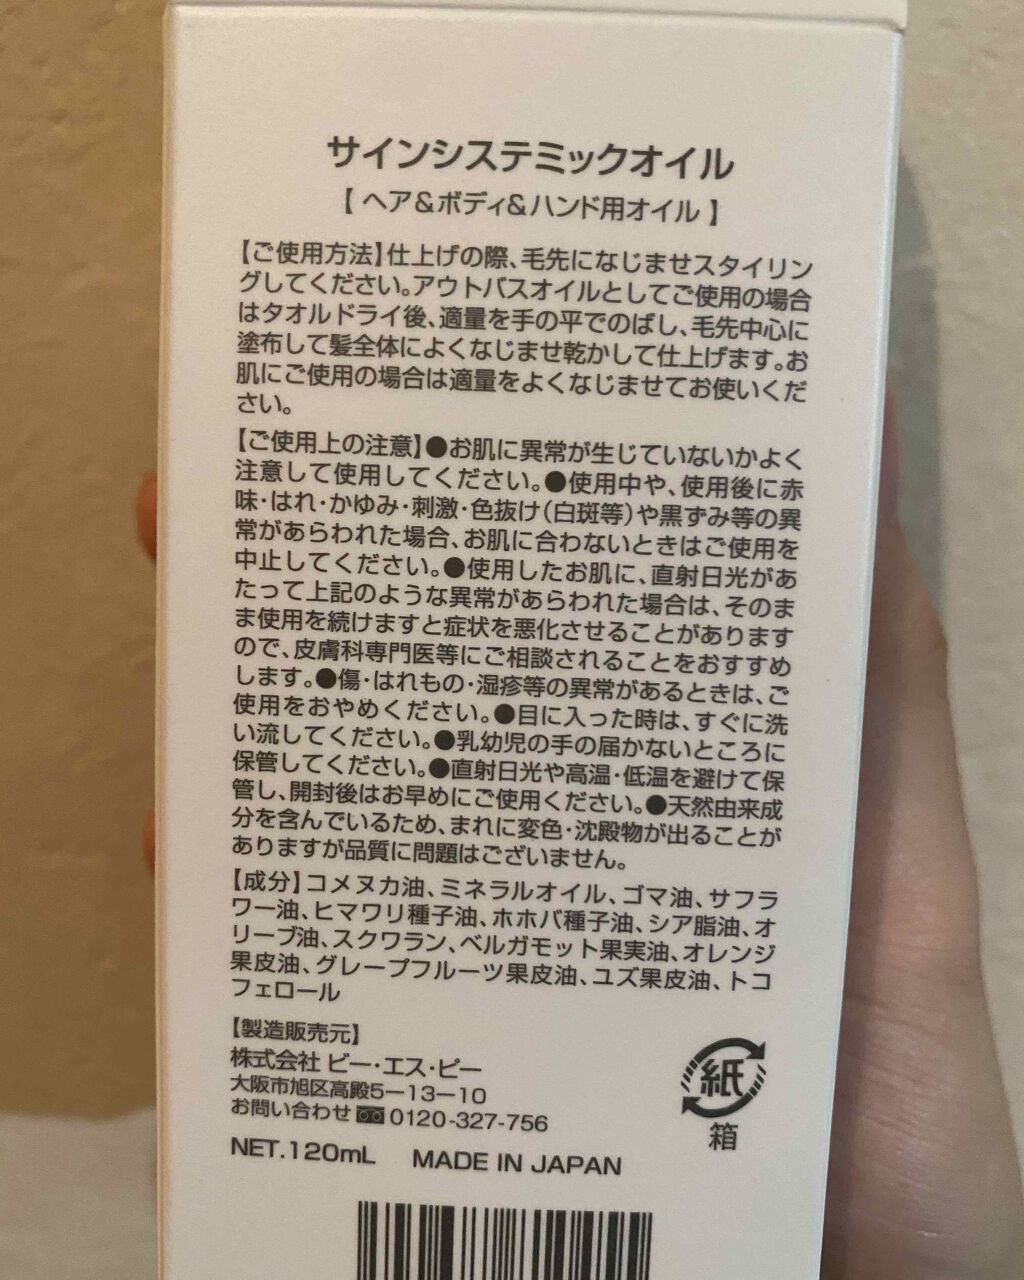 サインシステミックオイル
【 ヘア&ボディ&ハンド用オイル 】
【ご使用方法】仕上げの際、毛先になじませスタイリン
グしてください。アウトバスオイルとしてご使用の場合
はタオルドライ後、適量を手の平でのばし、毛先中心に
塗布して髪全体によくなじませ乾かして仕上げます。お
肌にご使用の場合は適量をよくなじませてお使いくだ
さい。
【ご使用上の注意】●お肌に異常が生じていないかよく
注意して使用してください。●使用中や、使用後に赤
味・はれ・かゆみ・刺激・色抜け(白斑等)や黒ずみ等の異
常があらわれた場合、お肌に合わないときはご使用を
中止してください。●使用したお肌に、直射日光があ
たって上記のような異常があらわれた場合は、そのま
ま使用を続けますと症状を悪化させることがあります
ので、皮膚科専門医等にご相談されることをおすすめ
します。●傷・はれもの・湿疹等の異常があるときは、ご
使用をおやめください。●目に入った時は、すぐに洗
い流してください。●乳幼児の手の届かないところに
保管してください。●直射日光や高温・低温を避けて保
管し、開封後はお早めにご使用ください。●天然由来成
分を含んでいるため、まれに変色・沈殿物が出ることが
ありますが品質に問題はございません。
【成分】コメヌカ油、ミネラルオイル、ゴマ油、サフラ
ワー油、ヒマワリ種子油、ホホバ種子油、シア脂油、オ
リーブ油、スクワラン、ベルガモット果実油、オレンジ
果皮油、グレープフルーツ果皮油、ユズ果皮油、トコ
フェロール
【製造販売元】
株式会社 ビー・エス・ピー
大阪市旭区高殿5ー13ー10
お問い合わせ 0120-327-756
NET.120mL MADE IN JAPAN
紙
箱